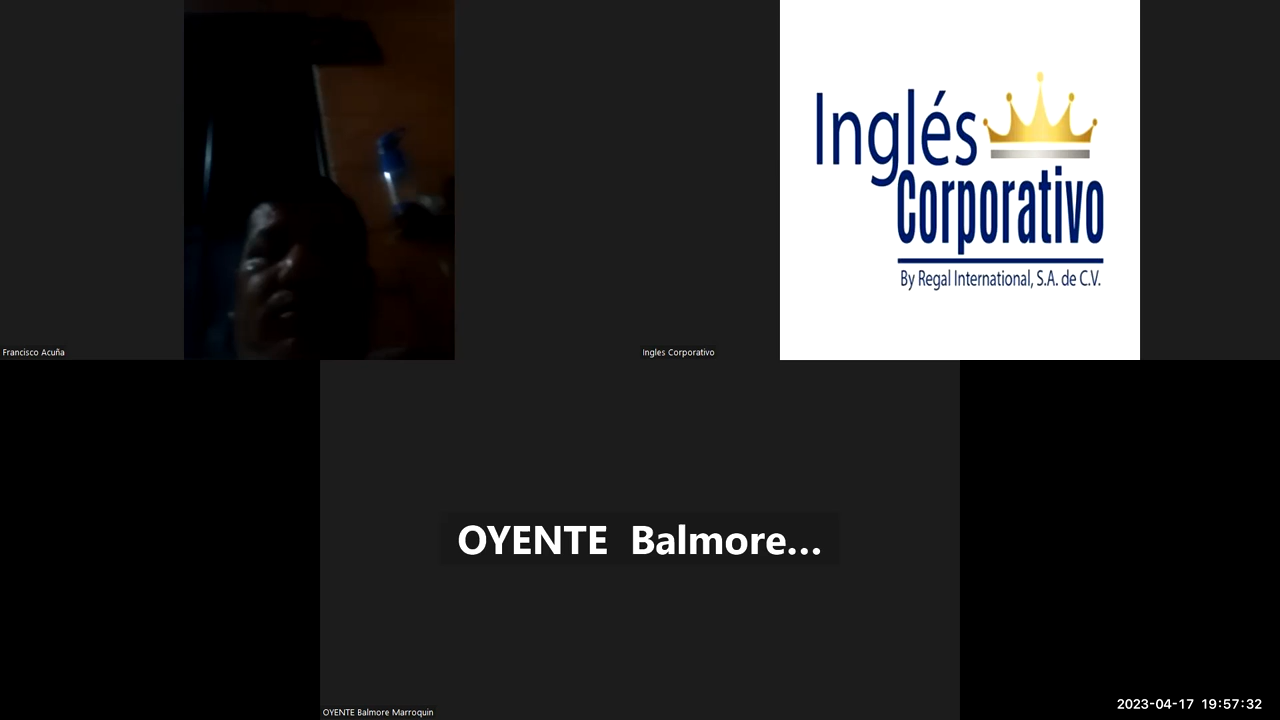 Inglés
Corporativo
By Regal International, S.A. de C.V.
Francisco Acuña
Ingles Corporativo
OYENTE Balmore...
OYENTE Balmore Marroquin
2023-04-17 19:57:32